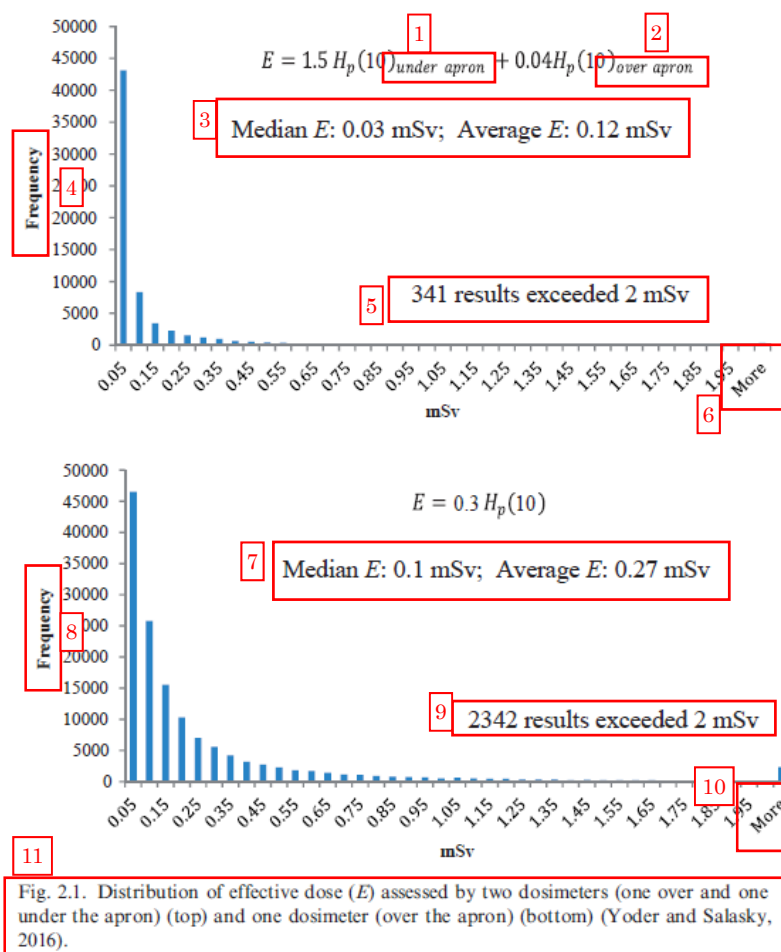 1
2
50000
E = 1.5 H_p(10)_under apron + 0.04H_p(10)_over apron
45000
40000
3
Median E: 0.03 mSv; Average E: 0.12 mSv
35000
30000
Frequency
4
25000
20000
15000
10000
5
341 results exceeded 2 mSv
5000
0
0.05 0.15 0.25 0.35 0.45 0.55 0.65 0.75 0.85 0.95 1.05 1.15 1.25 1.35 1.45 1.55 1.65 1.75 1.85 1.95 More
6
mSv
50000
E = 0.3 H_p(10)
45000
40000
7
Median E: 0.1 mSv; Average E: 0.27 mSv
35000
30000
Frequency
8
20000
15000
10000
9
2342 results exceeded 2 mSv
5000
0
10
0.05 0.15 0.25 0.35 0.45 0.55 0.65 0.75 0.85 0.95 1.05 1.15 1.25 1.35 1.45 1.55 1.65 1.75 1.85 1.95 More
mSv
11
Fig. 2.1. Distribution of effective dose (E) assessed by two dosimeters (one over and one
under the apron) (top) and one dosimeter (over the apron) (bottom) (Yoder and Salasky,
2016).